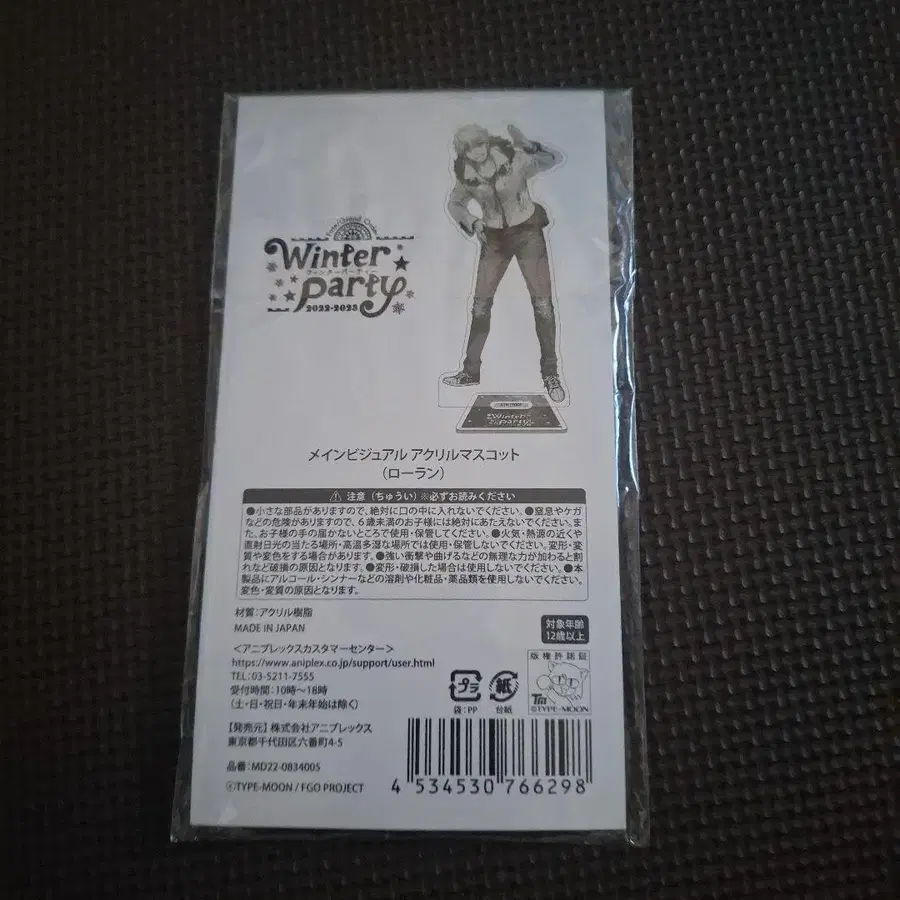 Fate/Grand Order
Winter
ウィンターパーティー
Party
2022-2023
Winter
Party
メインビジュアル アクリルマスコット
（ローラン）
⚠ 注意（ちゅうい）※必ずお読みください
●小さな部品がありますので、絶対に口の中に入れないでください。●窒息やケガ
などの危険がありますので、6歳未満のお子様には絶対にあたえないでください。ま
た、お子様の手の届かないところで使用・保管してください。●火気・熱源の近くや
直射日光の当たる場所・高温多湿な場所では使用・保管しないでください。変形・変
質や変色をする場合があります。●強い衝撃や曲げるなどの無理な力が加わると割
れなど破損の原因となります。●変形・破損した場合は使用しないでください。●本
製品にアルコール・シンナーなどの溶剤や化粧品・薬品類を使用しないでください。
変色・変質の原因となります。
材質：アクリル樹脂
MADE IN JAPAN
対象年齢
12歳以上
＜アニプレックスカスタマーセンター＞
https://www.aniplex.co.jp/support/user.html
TEL：03-5211-7555
受付時間：10時～18時
（土・日・祝日・年末年始は除く）
プラ
袋：PP
紙
台紙
版権許諾証
TM
©TYPE-MOON
【発売元】株式会社アニプレックス
東京都千代田区六番町4-5
品番：MD22-0834005
©TYPE-MOON / FGO PROJECT
4 534530 766298